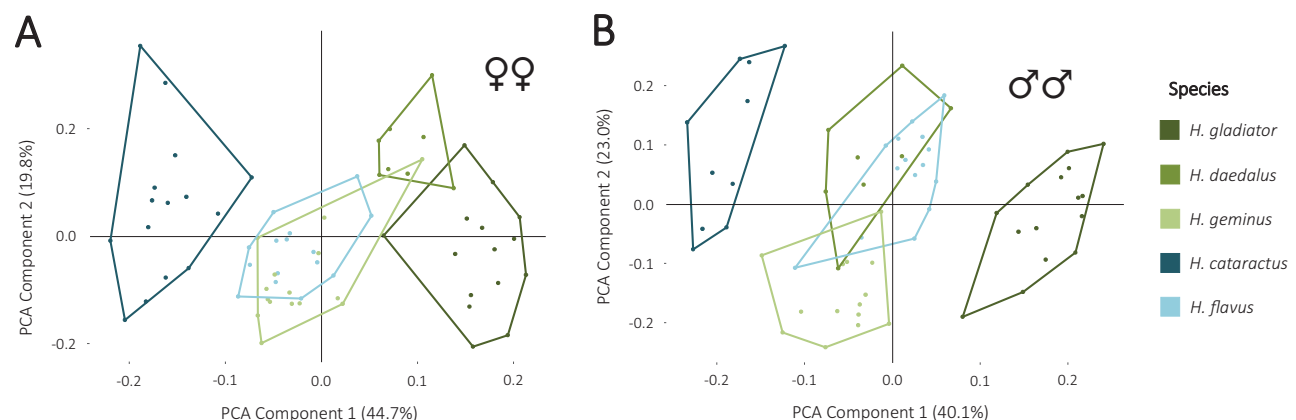 A
♀♀
PCA Component 2 (19.8%)
0.2
0.0
-0.2
-0.2
-0.1
0.0
0.1
0.2
PCA Component 1 (44.7%)
B
♂♂
PCA Component 2 (23.0%)
0.2
0.1
0.0
-0.1
-0.2
-0.2
-0.1
0.0
0.1
0.2
PCA Component 1 (40.1%)
Species
H. gladiator
H. daedalus
H. geminus
H. cataractus
H. flavus